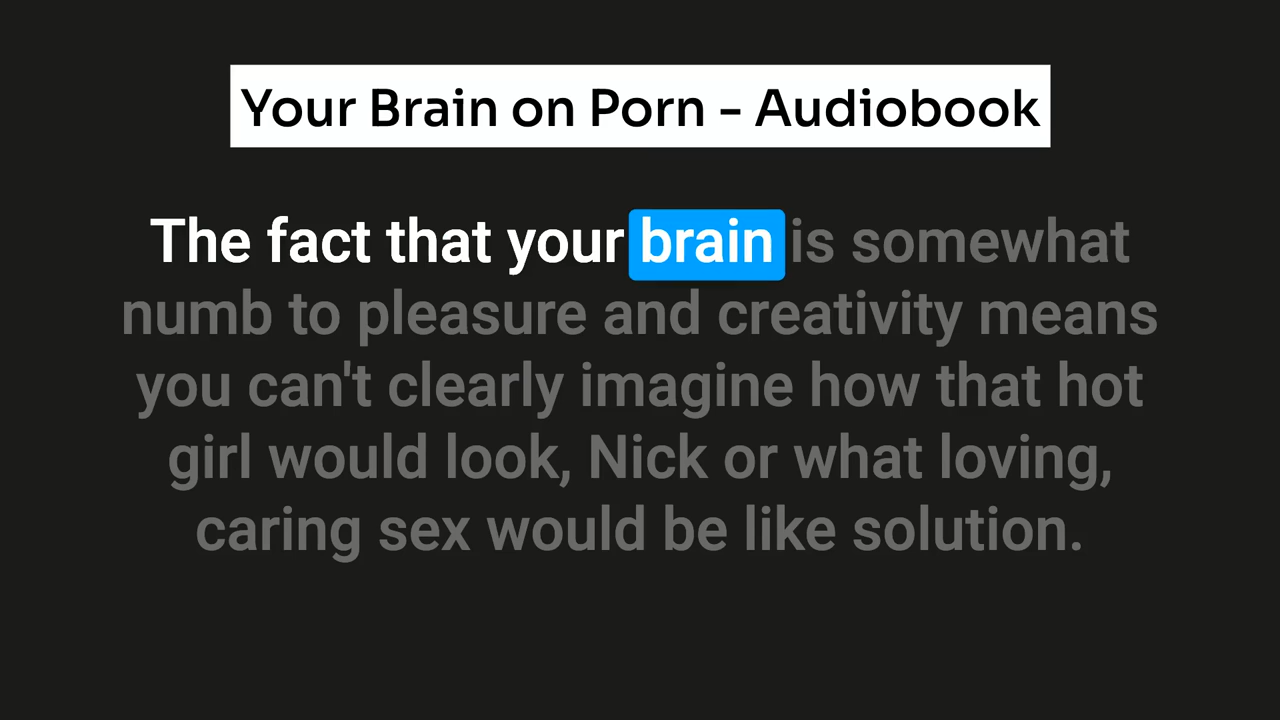 Your Brain on Porn - Audiobook
The fact that your brain is somewhat
numb to pleasure and creativity means
you can't clearly imagine how that hot
girl would look, Nick or what loving,
caring sex would be like solution.